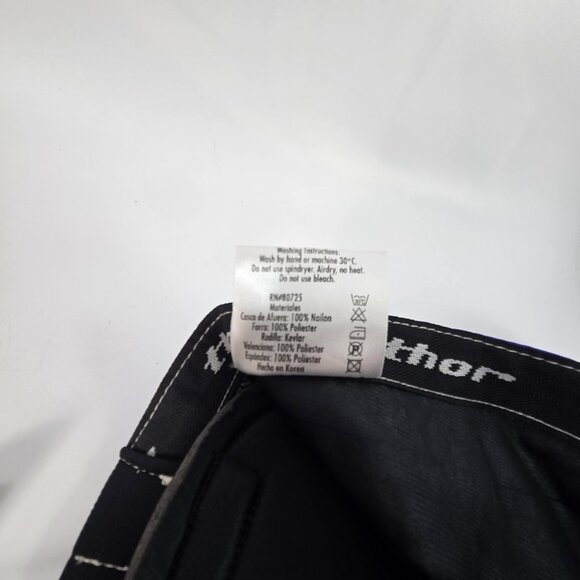 Washing Instructions:
Wash by hand or machine 30°C.
Do not use spindryer. Airdry, no heat.
Do not use bleach.
RN#80725
Materiales
Casca de Afuera: 100% Nailon
Forro: 100% Poliester
Rodilla: Kevlar
Valenciana: 100% Poliester
Espándex: 100% Poliester
Hecho en Korea
thor